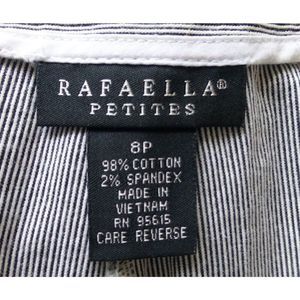 RAFAELLA®
PETITES
8P
98% COTTON
2% SPANDEX
MADE IN
VIETNAM
RN 95615
CARE REVERSE